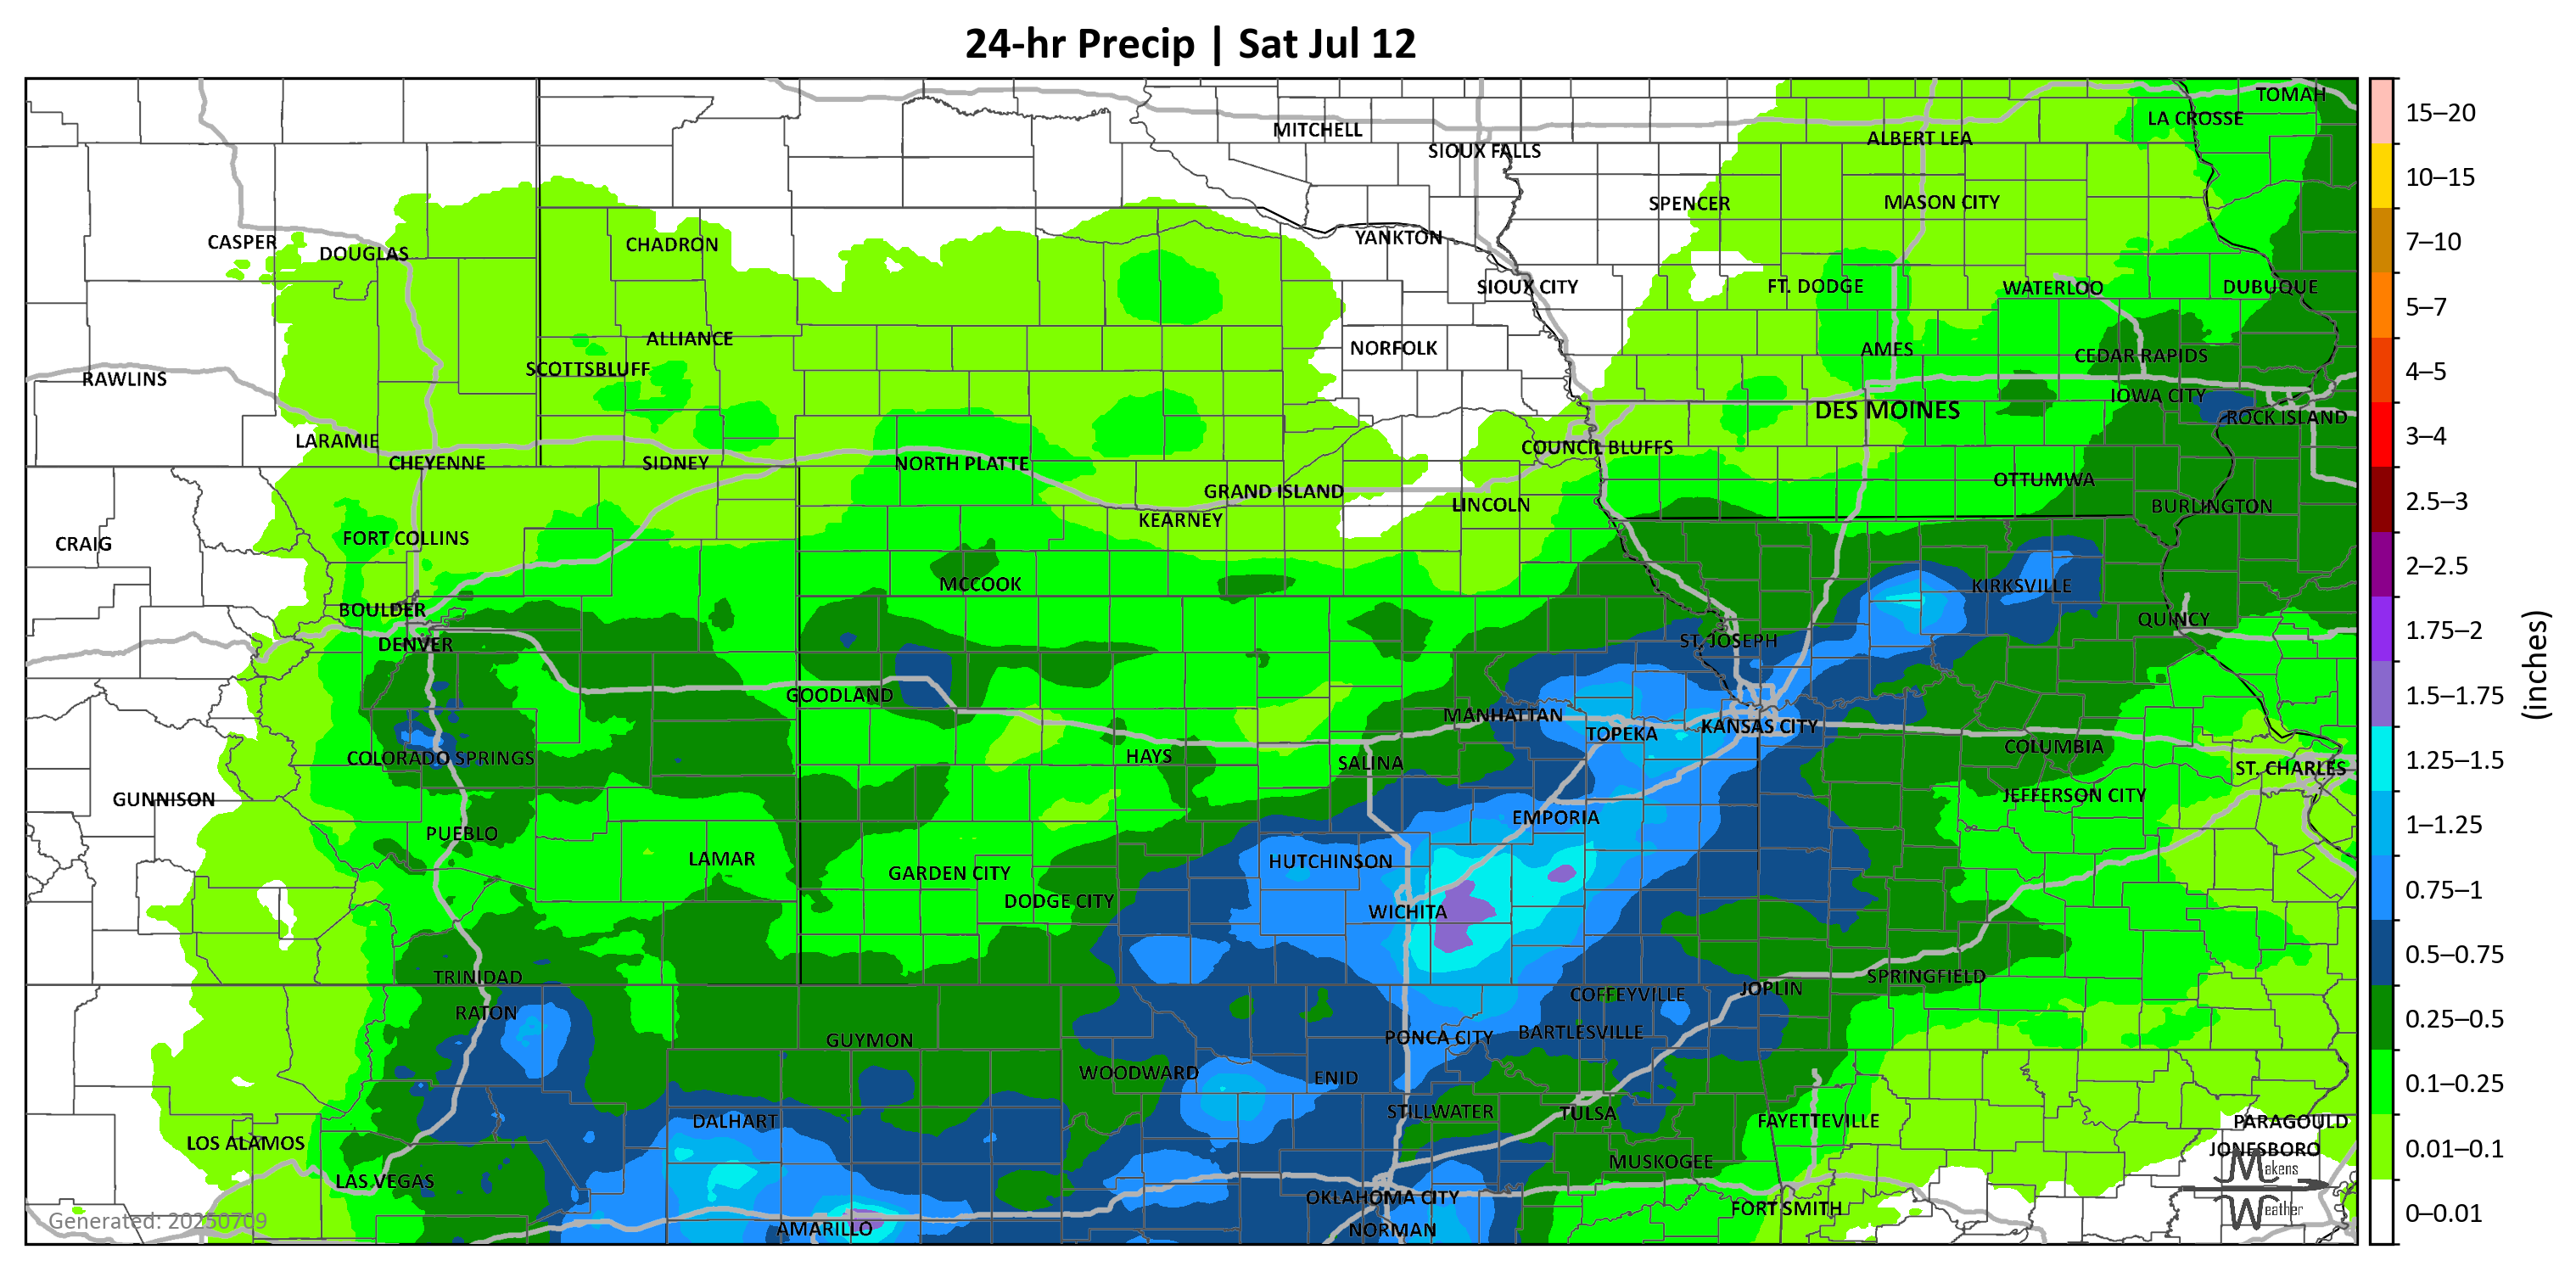 24-hr Precip | Sat Jul 12
TOMAH
LA CROSSE
MITCHELL
ALBERT LEA
SIOUX FALLS
SPENCER
MASON CITY
CASPER
DOUGLAS
CHADRON
YANKTON
SIOUX CITY
FT. DODGE
WATERLOO
DUBUQUE
ALLIANCE
NORFOLK
AMES
CEDAR RAPIDS
SCOTTSBLUFF
RAWLINS
IOWA CITY
DES MOINES
ROCK ISLAND
LARAMIE
COUNCIL BLUFFS
CHEYENNE
SIDNEY
NORTH PLATTE
OTTUMWA
GRAND ISLAND
LINCOLN
BURLINGTON
KEARNEY
CRAIG
FORT COLLINS
MCCOOK
KIRKSVILLE
BOULDER
QUINCY
DENVER
ST. JOSEPH
GOODLAND
MANHATTAN
KANSAS CITY
TOPEKA
COLUMBIA
COLORADO SPRINGS
HAYS
SALINA
ST. CHARLES
GUNNISON
JEFFERSON CITY
EMPORIA
PUEBLO
LAMAR
HUTCHINSON
GARDEN CITY
DODGE CITY
WICHITA
TRINIDAD
SPRINGFIELD
JOPLIN
COFFEYVILLE
RATON
BARTLESVILLE
PONCA CITY
GUYMON
WOODWARD
ENID
STILLWATER
TULSA
DALHART
FAYETTEVILLE
PARAGOULD
LOS ALAMOS
JONESBORO
MUSKOGEE
LAS VEGAS
OKLAHOMA CITY
FORT SMITH
AMARILLO
NORMAN
Generated: 20250709
Makens
Weather
15–20
10–15
7–10
5–7
4–5
3–4
2.5–3
2–2.5
1.75–2
1.5–1.75
1.25–1.5
1–1.25
0.75–1
0.5–0.75
0.25–0.5
0.1–0.25
0.01–0.1
0–0.01
(inches)